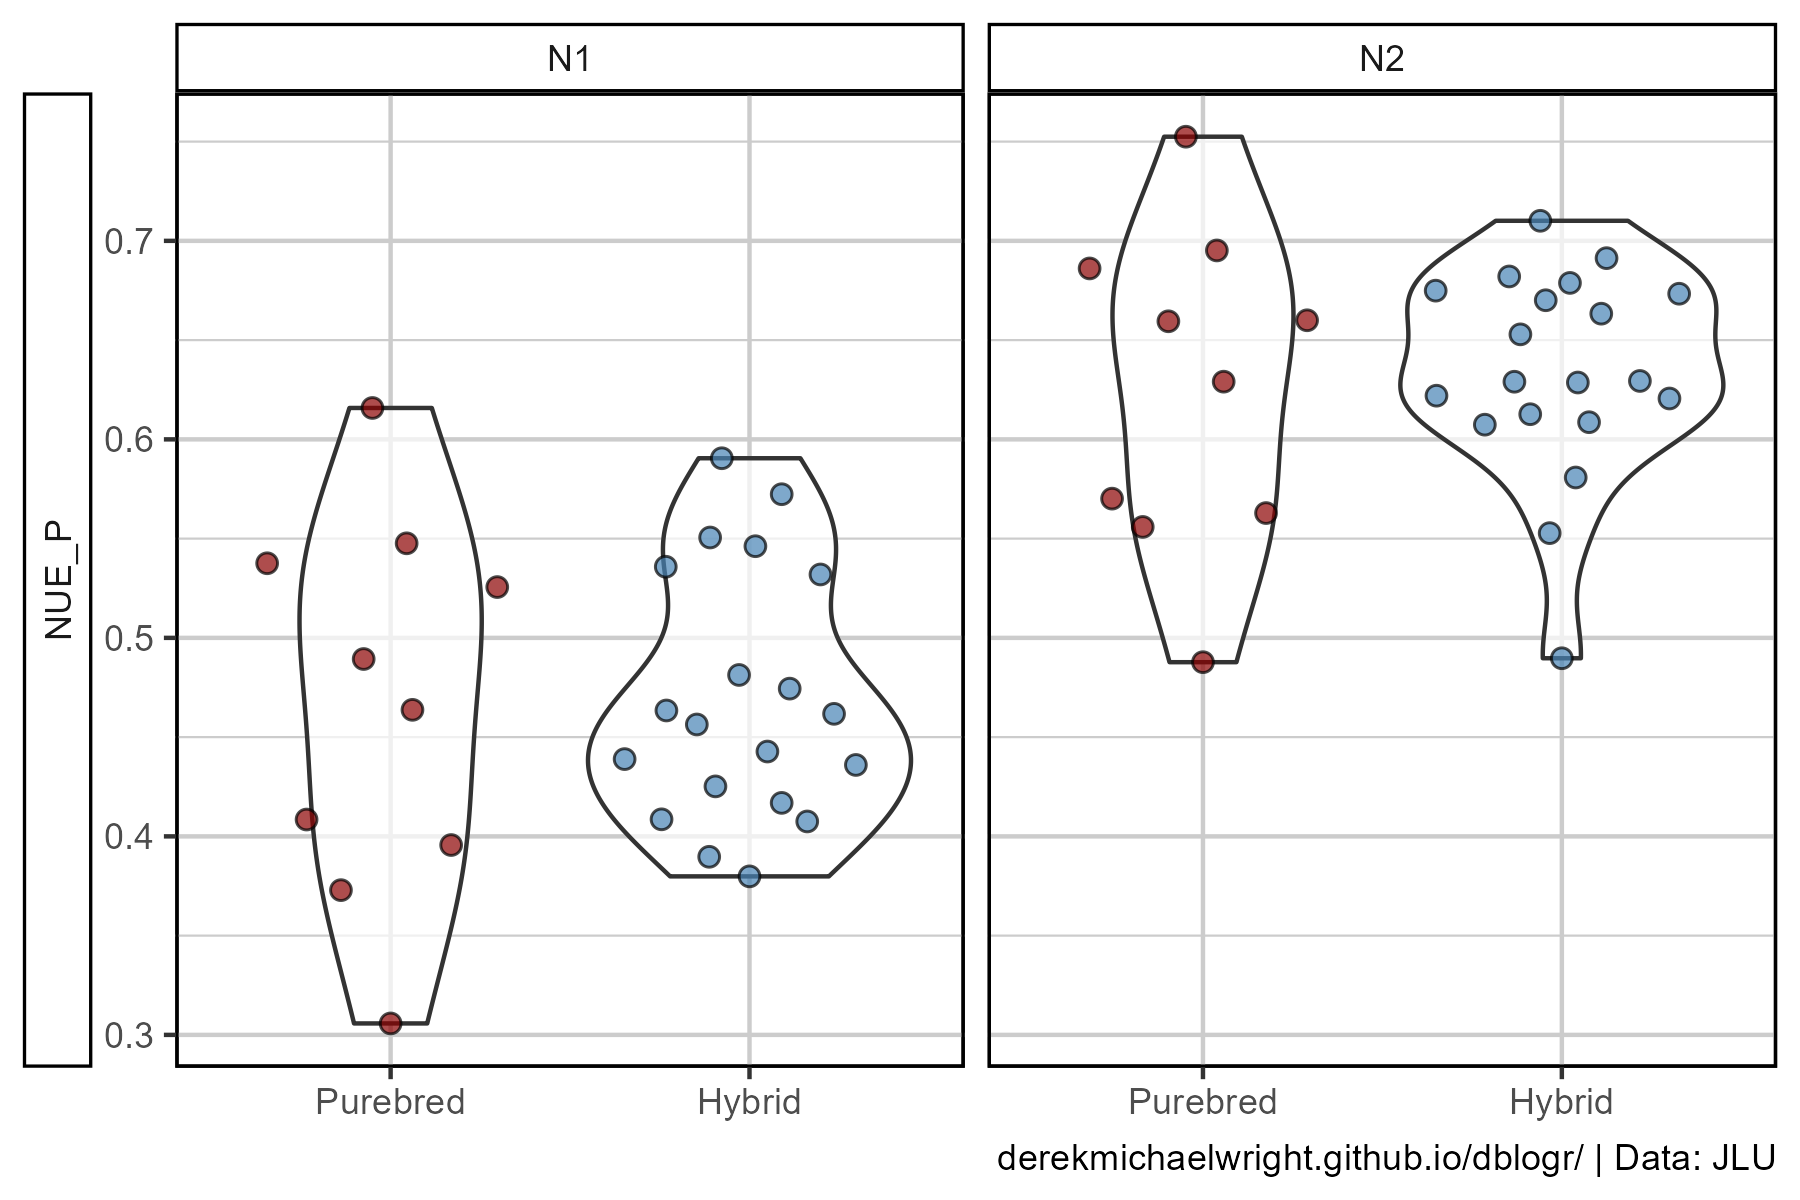 N1
N2
NUE_P
0.7
0.6
0.5
0.4
0.3
Purebred
Hybrid
Purebred
Hybrid
derekmichaelwright.github.io/dblogr/ | Data: JLU